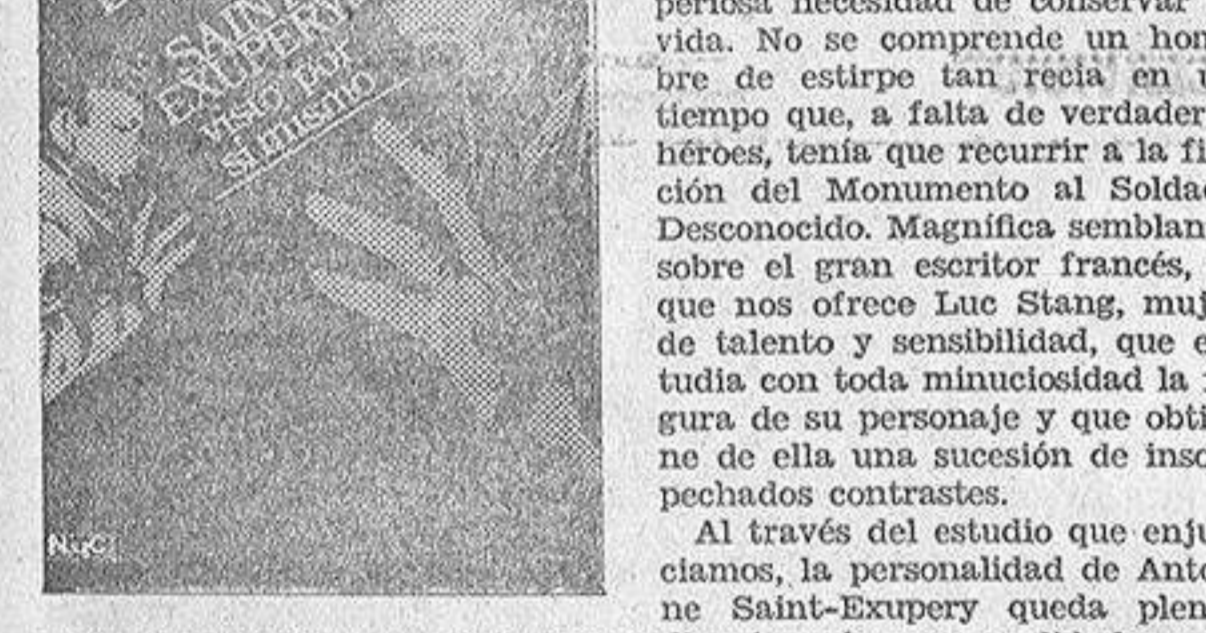 SAIN
EXUPERY
visto por
sí mismo
periosa necesidad de conservar
vida. No se comprende un hom
bre de estirpe tan recia en
tiempo que, a falta de verdader
héroes, tenía que recurrir a la fi
ción del Monumento al Soldad
Desconocido. Magnífica semblan
sobre el gran escritor francés,
que nos ofrece Luc Stang, muj
de talento y sensibilidad, que e
tudia con toda minuciosidad la
gura de su personaje y que obti
ne de ella una sucesión de inso
pechados contrastes.
Al través del estudio que enju
ciamos, la personalidad de Anto
ne Saint-Exupery queda plen